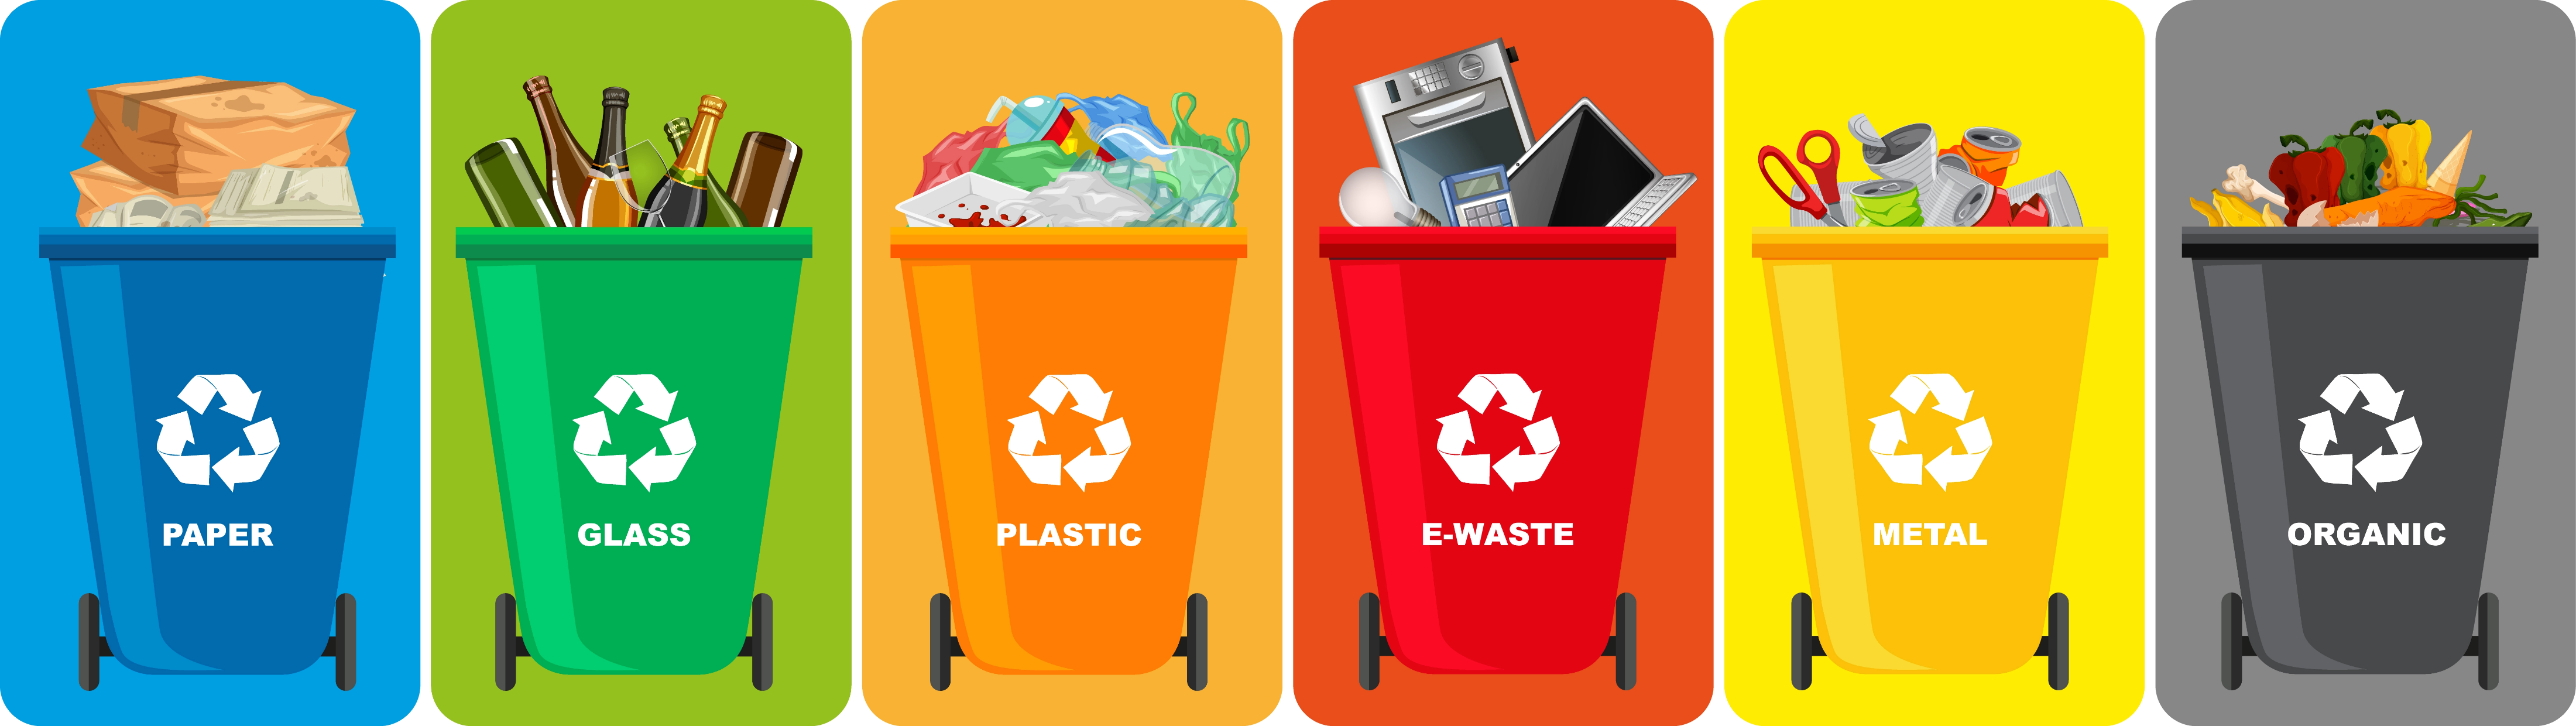 PAPER
GLASS
PLASTIC
E-WASTE
METAL
ORGANIC